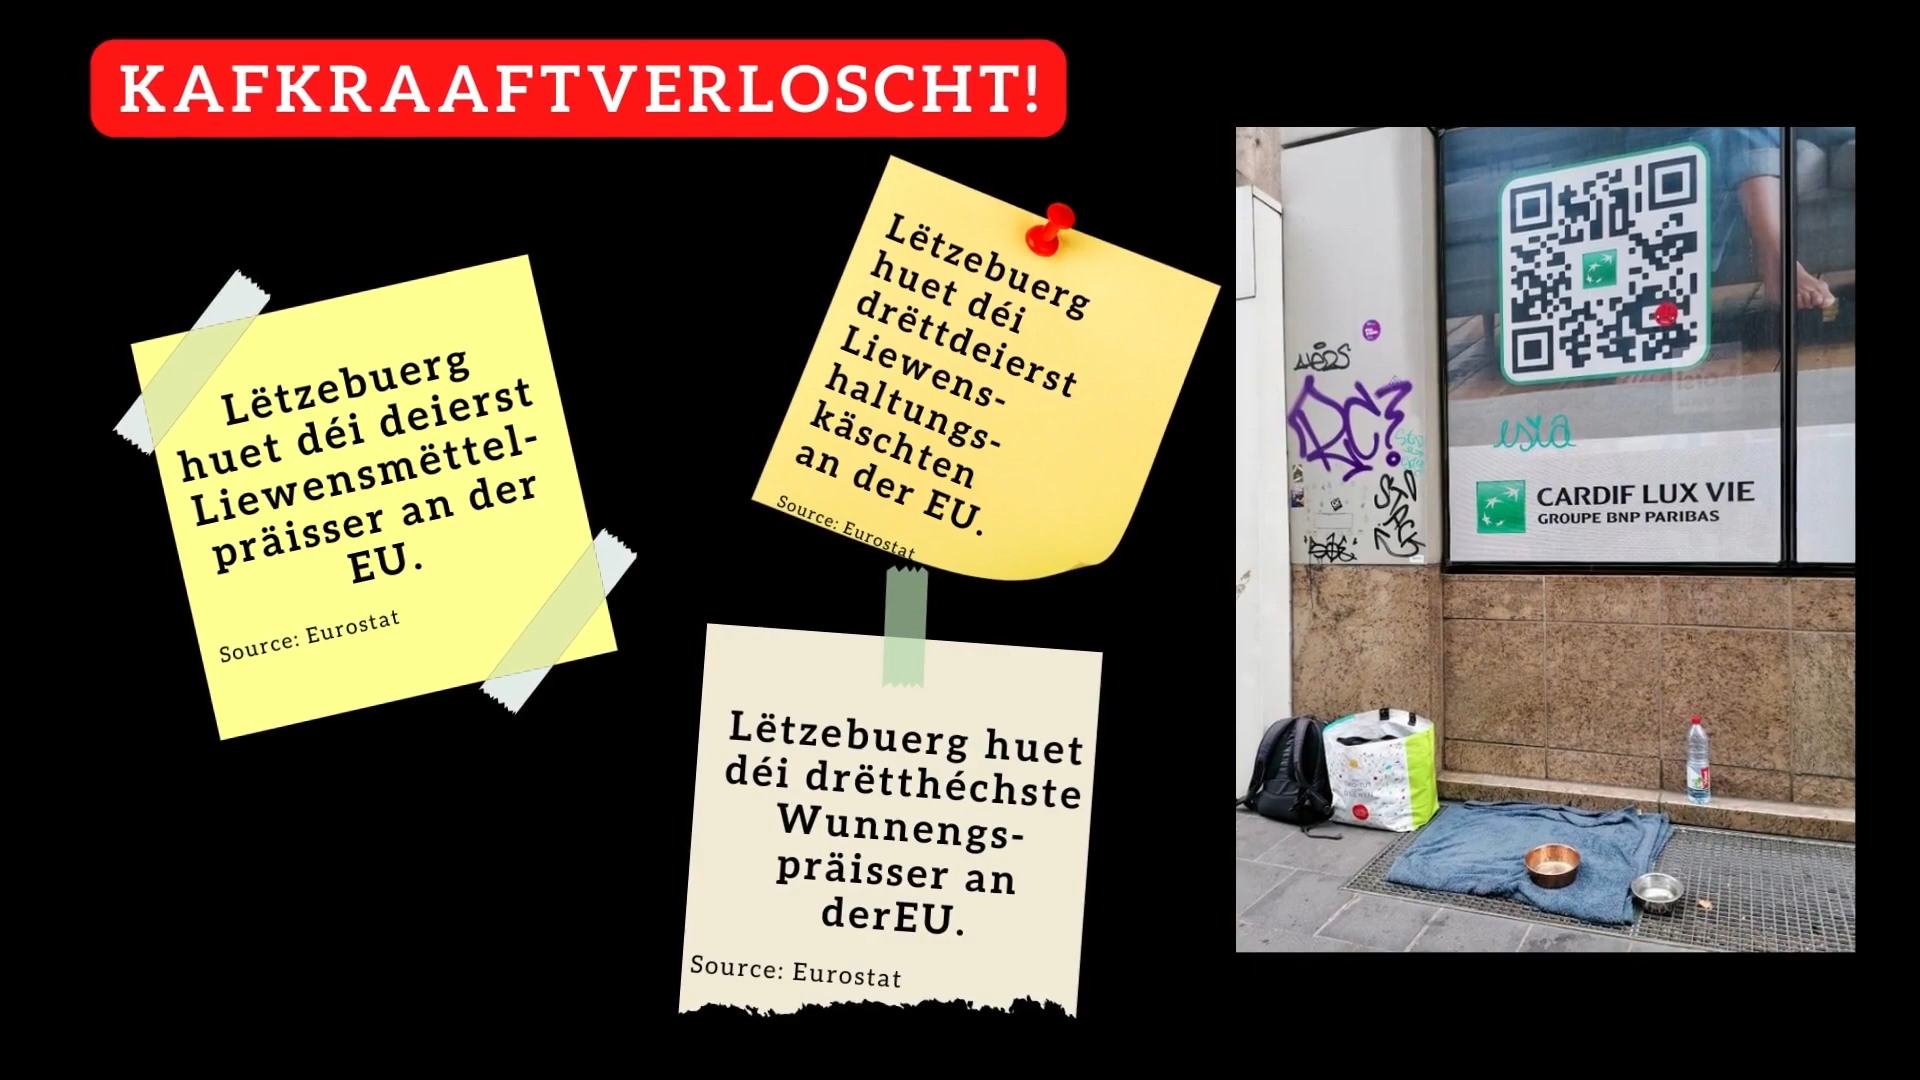 KAFKRAAFTVERLOSCHT!
Lëtzebuerg
huet déi deierst
Liewensmëttel-
präisser an der
EU.
Source: Eurostat
Lëtzebuerg
huet déi
drëttdeierst
Liewens-
haltungs-
käschten
an der EU.
Source: Eurostat
Lëtzebuerg huet
déi drëtthéchste
Wunnengs-
präisser an
derEU.
Source: Eurostat
esia
CARDIF LUX VIE
GROUPE BNP PARIBAS